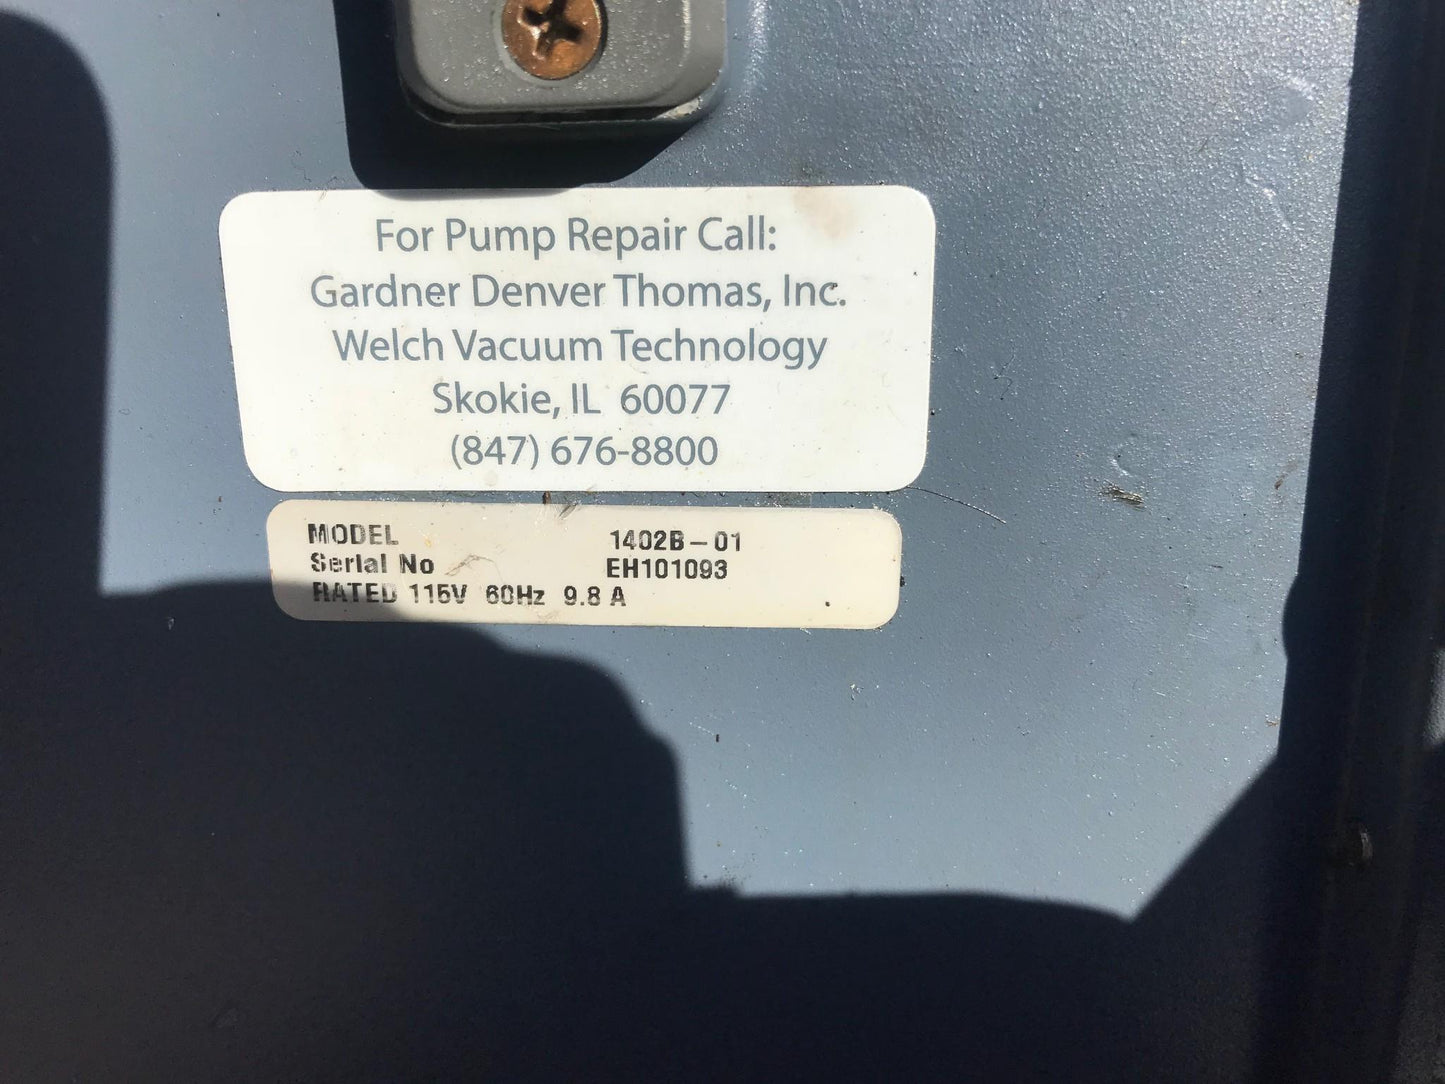 For Pump Repair Call:
Gardner Denver Thomas, Inc.
Welch Vacuum Technology
Skokie, IL 60077
(847) 676-8800
MODEL 1402B-01
Serial No EH101093
RATED 115V 60Hz 9.8 A